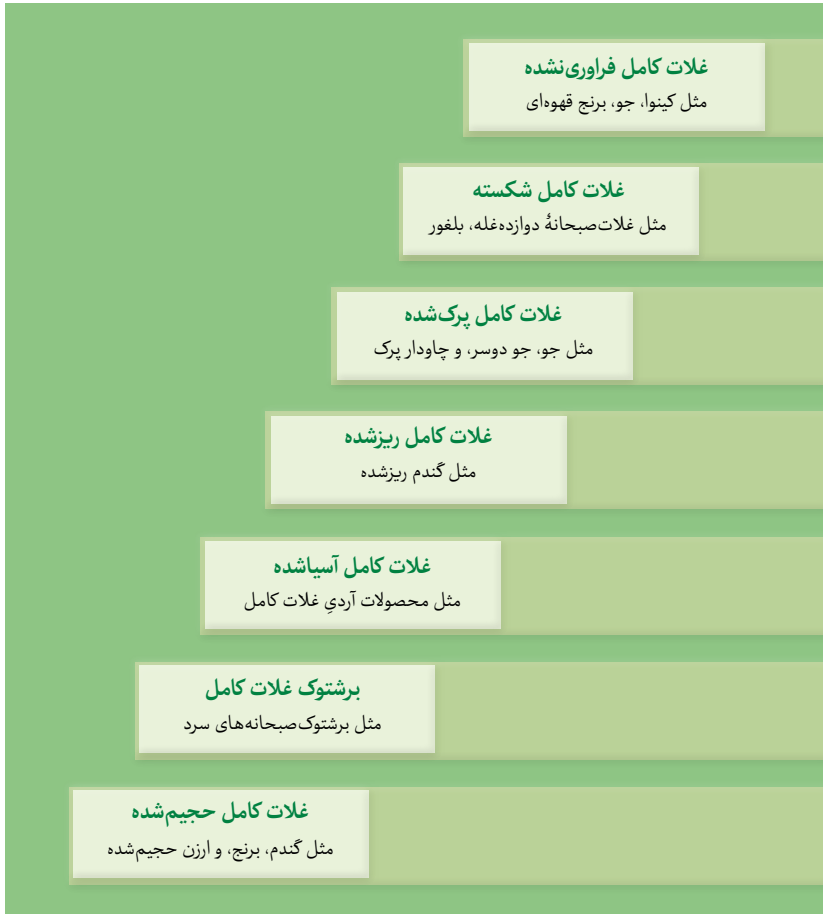 غلات کامل فراوری‌نشده
مثل کینوا، جو، برنج قهوه‌ای
غلات کامل شکسته
مثل غلات‌صبحانهٔ دوازده‌غله، بلغور
غلات کامل پرک‌شده
مثل جو، جو دوسر، و چاودار پرک
غلات کامل ریزشده
مثل گندم ریزشده
غلات کامل آسیاشده
مثل محصولات آردیِ غلات کامل
برشتوک غلات کامل
مثل برشتوک‌صبحانه‌های سرد
غلات کامل حجیم‌شده
مثل گندم، برنج، و ارزن حجیم‌شده